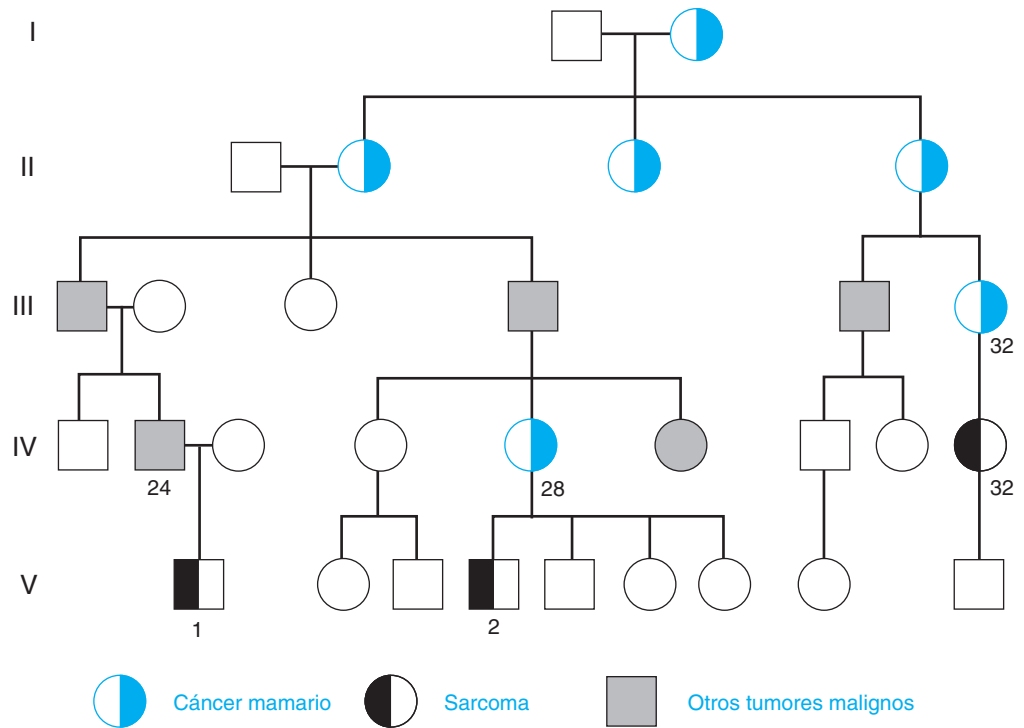 I
II
III
32
IV
24
28
32
V
1
2
Cáncer mamario
Sarcoma
Otros tumores malignos